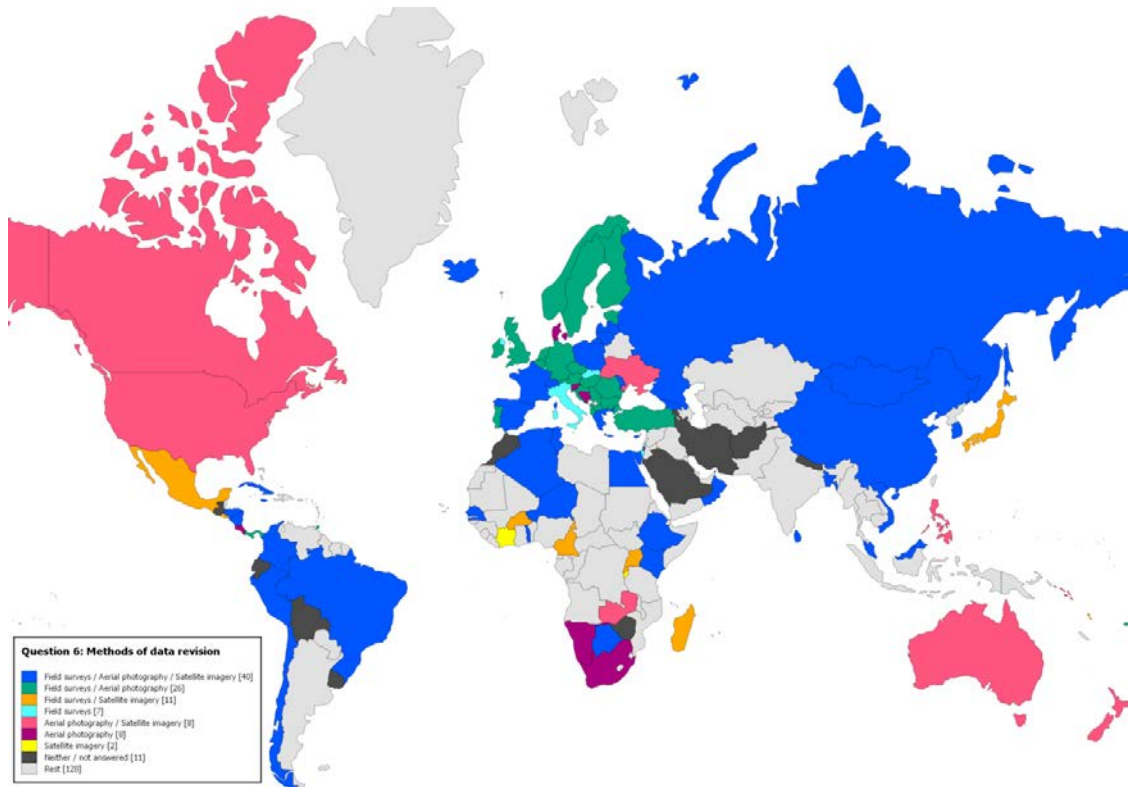 Question 6: Methods of data revision
Field surveys / Aerial photography / Satellite imagery [40]
Field surveys / Aerial photography [26]
Field surveys / Satellite imagery [11]
Field surveys [7]
Aerial photography / Satellite imagery [8]
Aerial photography [8]
Satellite imagery [2]
Neither / not answered [11]
Rest [128]